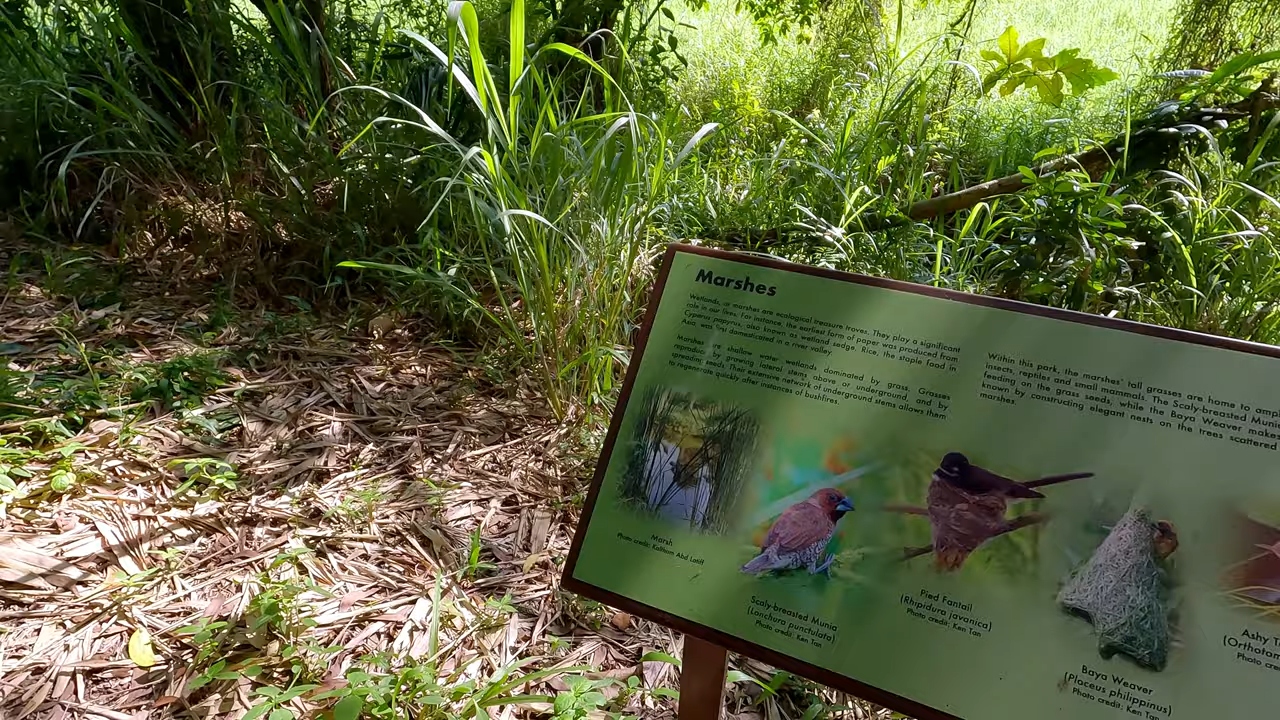 Marshes
Wetlands, or marshes are ecological treasure troves. They play a significant
role in our lives. For instance, the earliest form of paper was produced from
Cyperus papyrus, also known as wetland sedge. Rice, the staple food in
Asia, was first domesticated in a river valley.
Marshes are shallow water wetlands dominated by grass. Grasses
reproduce by growing lateral stems above or underground, and by
spreading seeds. Their extensive network of underground stems allows them
to regenerate quickly after instances of bushfires.
Within this park, the marshes' tall grasses are home to
insects, reptiles and small mammals. The Scaly-breasted Munia
feeding on the grass seeds, while the Baya Weaver makes
known by constructing elegant nests on the trees scattered
marshes.
Marsh
Photo credit: Kalthum Abd Latiff
Scaly-breasted Munia
(Lonchura punctulata)
Photo credit: Ken Tan
Pied Fantail
(Rhipidura javanica)
Photo credit: Ken Tan
Baya Weaver
(Ploceus philippinus)
Photo credit: Ken Tan
Ashy
(Orthotom
Photo